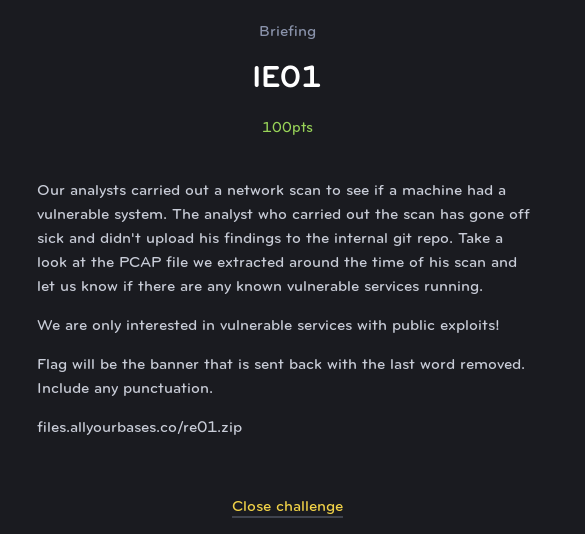 Briefing
IE01
100pts
Our analysts carried out a network scan to see if a machine had a
vulnerable system. The analyst who carried out the scan has gone off
sick and didn't upload his findings to the internal git repo. Take a
look at the PCAP file we extracted around the time of his scan and
let us know if there are any known vulnerable services running.
We are only interested in vulnerable services with public exploits!
Flag will be the banner that is sent back with the last word removed.
Include any punctuation.
files.allyourbases.co/re01.zip
Close challenge